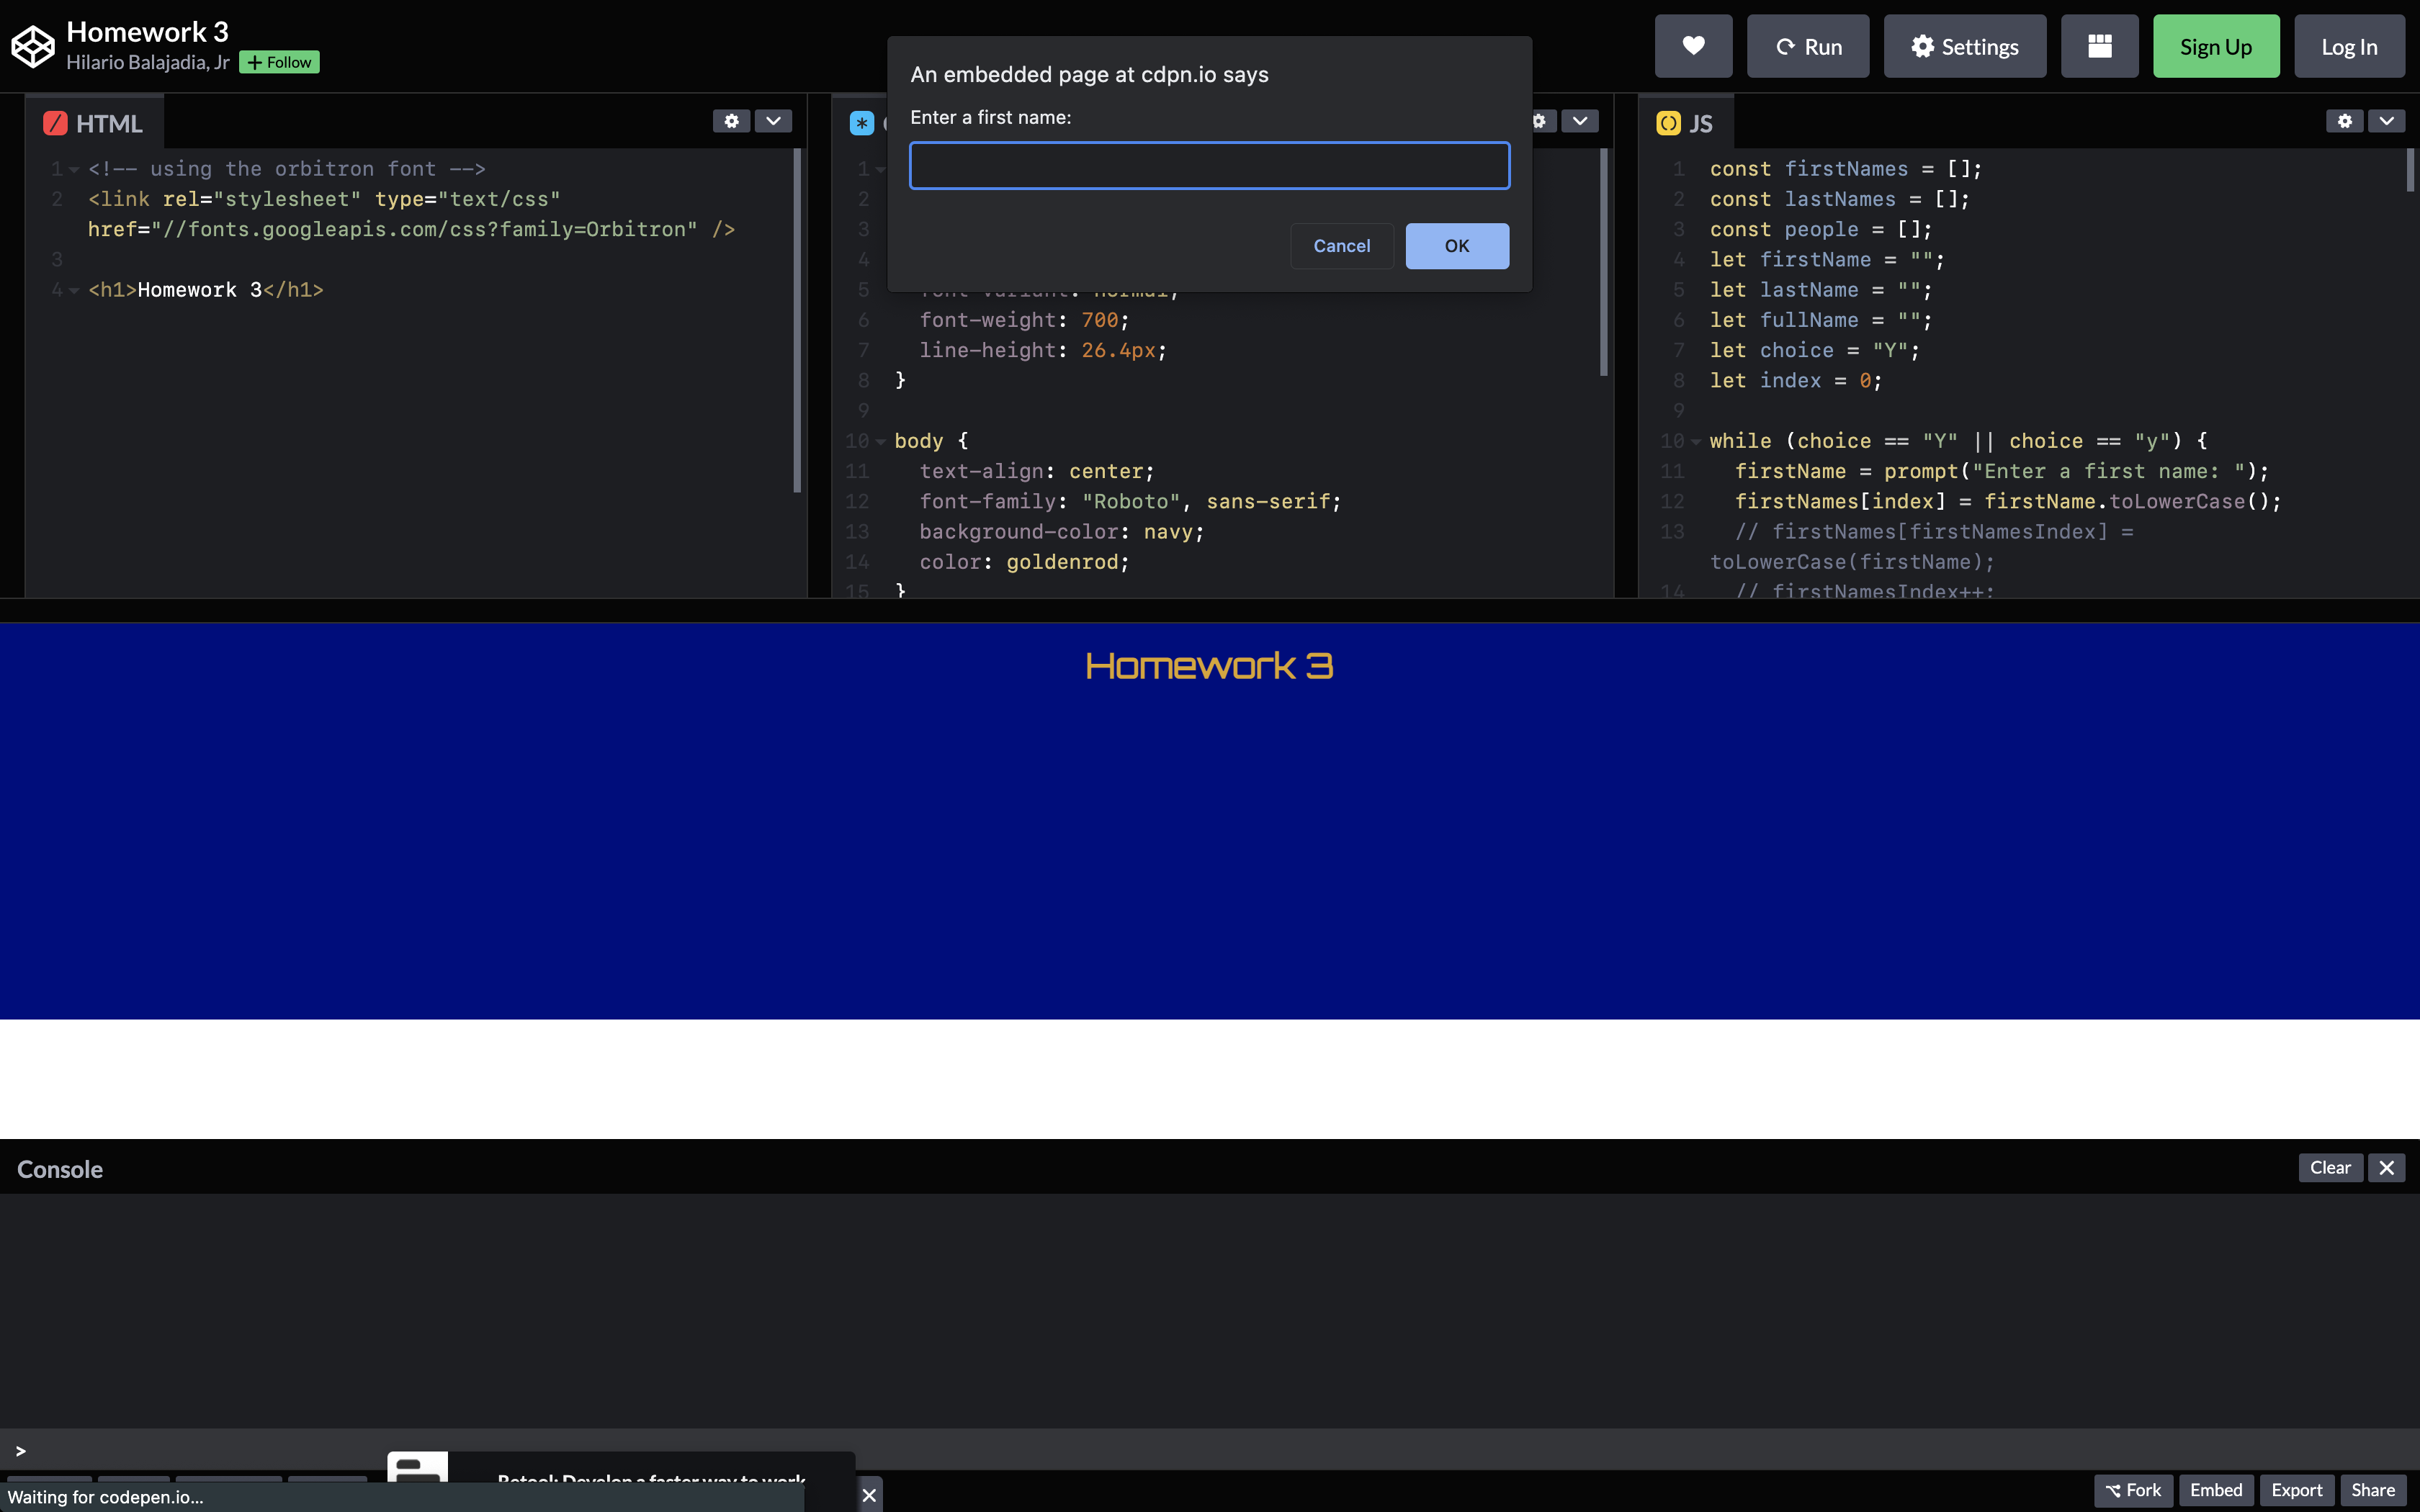 Homework 3
Hilario Balajadia, Jr + Follow
Run
Settings
Sign Up
Log In
An embedded page at cdpn.io says
Enter a first name:
Cancel
OK
HTML
1 <!-- using the orbitron font -->
2 <link rel="stylesheet" type="text/css"
href="//fonts.googleapis.com/css?family=Orbitron" />
3
4 <h1>Homework 3</h1>
1
2
3
4
5
6 font-weight: 700;
7 line-height: 26.4px;
8 }
9
10 body {
11 text-align: center;
12 font-family: "Roboto", sans-serif;
13 background-color: navy;
14 color: goldenrod;
15 }
JS
1 const firstNames = [];
2 const lastNames = [];
3 const people = [];
4 let firstName = "";
5 let lastName = "";
6 let fullName = "";
7 let choice = "Y";
8 let index = 0;
9
10 while (choice == "Y" || choice == "y") {
11 firstName = prompt("Enter a first name: ");
12 firstNames[index] = firstName.toLowerCase();
13 // firstNames[firstNamesIndex] =
toLowerCase(firstName);
14 // firstNamesIndex++;
Homework 3
Console
Clear
>
Retool: Develop a faster way to work
Waiting for codepen.io...
Fork
Embed
Export
Share